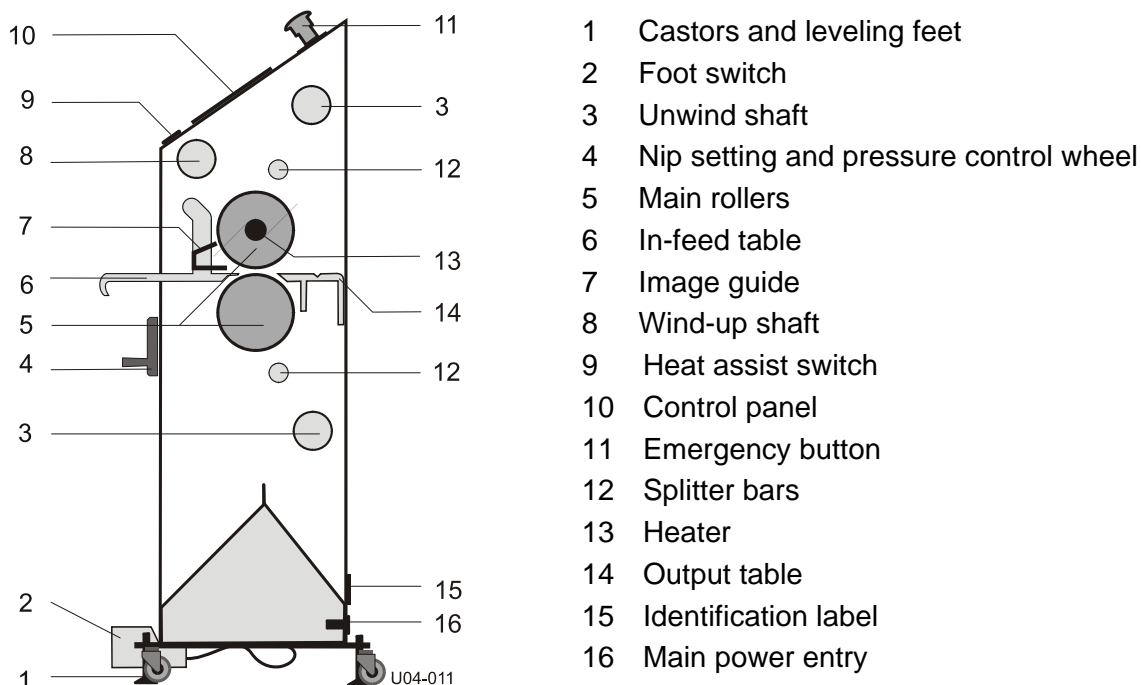 10
9
8
7
6
5
4
3
2
1
11
3
12
13
14
12
15
16
U04-011
1 Castors and leveling feet
2 Foot switch
3 Unwind shaft
4 Nip setting and pressure control wheel
5 Main rollers
6 In-feed table
7 Image guide
8 Wind-up shaft
9 Heat assist switch
10 Control panel
11 Emergency button
12 Splitter bars
13 Heater
14 Output table
15 Identification label
16 Main power entry